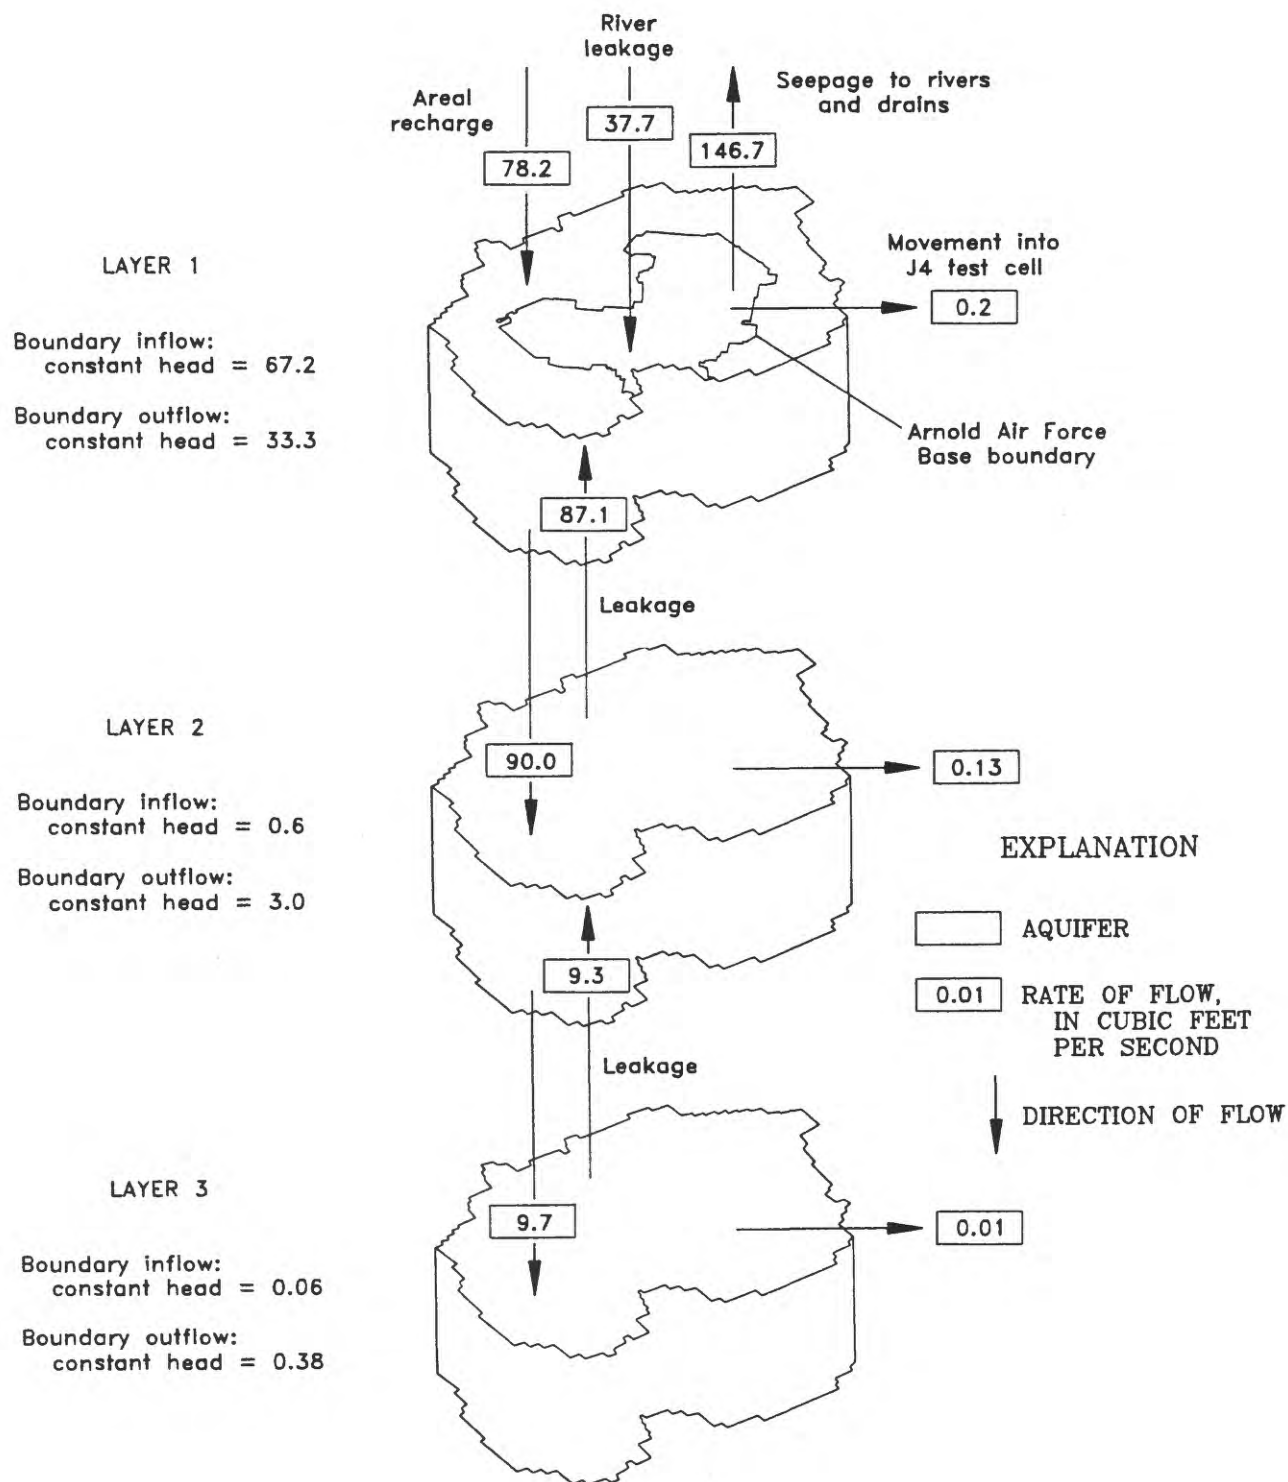 River
leakage
Areal
recharge
Seepage to rivers
and drains
37.7
146.7
78.2
LAYER 1
Movement into
J4 test cell
0.2
Boundary inflow:
constant head = 67.2
Boundary outflow:
constant head = 33.3
Arnold Air Force
Base boundary
87.1
Leakage
LAYER 2
90.0
0.13
Boundary inflow:
constant head = 0.6
Boundary outflow:
constant head = 3.0
EXPLANATION
AQUIFER
9.3
0.01 RATE OF FLOW,
IN CUBIC FEET
PER SECOND
Leakage
DIRECTION OF FLOW
LAYER 3
9.7
0.01
Boundary inflow:
constant head = 0.06
Boundary outflow:
constant head = 0.38